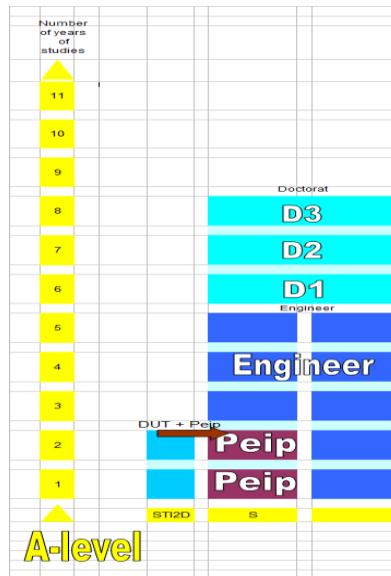 Number
of years
of
studies
11
10
9
Doctorat
8
D3
7
D2
6
D1
Engineer
5
4
Engineer
3
DUT + Peip
2
Peip
1
Peip
STI2D
S
A-level